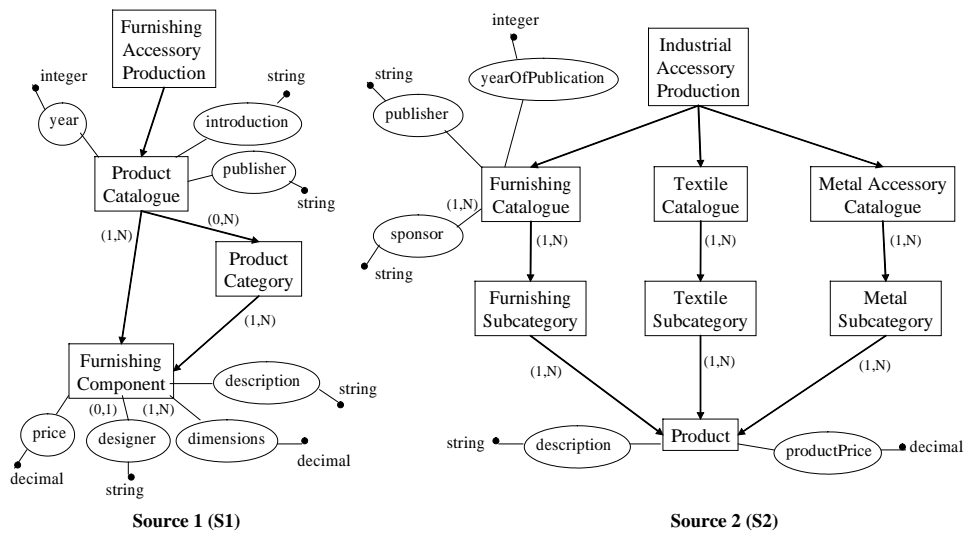 Furnishing
Accessory
Production
integer
string
year
introduction
Product
Catalogue
publisher
string
(1,N)
(0,N)
Product
Category
(1,N)
Furnishing
Component
description
string
(0,1)
(1,N)
price
designer
dimensions
decimal
string
decimal
Source 1 (S1)
integer
Industrial
Accessory
Production
string
yearOfPublication
publisher
Furnishing
Catalogue
Textile
Catalogue
Metal Accessory
Catalogue
(1,N)
sponsor
string
(1,N)
(1,N)
(1,N)
Furnishing
Subcategory
Textile
Subcategory
Metal
Subcategory
(1,N)
(1,N)
(1,N)
string
description
Product
productPrice
decimal
Source 2 (S2)